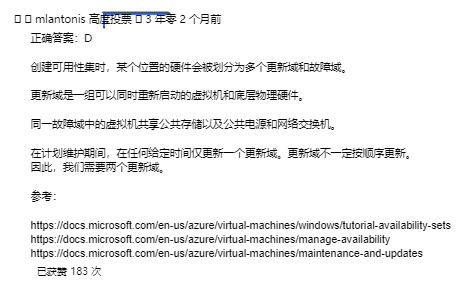 mlantonis 高度投票 3 年零 2 个月前
正确答案：D
创建可用性集时，某个位置的硬件会被划分为多个更新域和故障域。
更新域是一组可以同时重新启动的虚拟机和底层物理硬件。
同一故障域中的虚拟机共享公共存储以及公共电源和网络交换机。
在计划维护期间，在任何给定时间仅更新一个更新域。更新域不一定按顺序更新。
因此，我们需要两个更新域。
参考：
https://docs.microsoft.com/en-us/azure/virtual-machines/windows/tutorial-availability-sets
https://docs.microsoft.com/en-us/azure/virtual-machines/manage-availability
https://docs.microsoft.com/en-us/azure/virtual-machines/maintenance-and-updates
已获赞 183 次